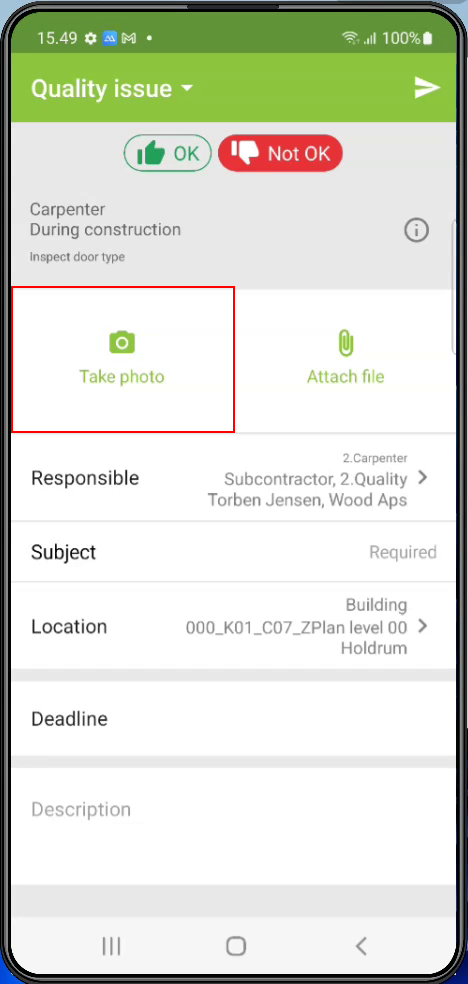 15.49
100%
Quality issue
OK
Not OK
Carpenter
During construction
Inspect door type
Take photo
Attach file
2.Carpenter
Responsible
Subcontractor, 2.Quality
Torben Jensen, Wood Aps
Subject
Required
Building
Location
000_K01_C07_ZPlan level 00
Holdrum
Deadline
Description